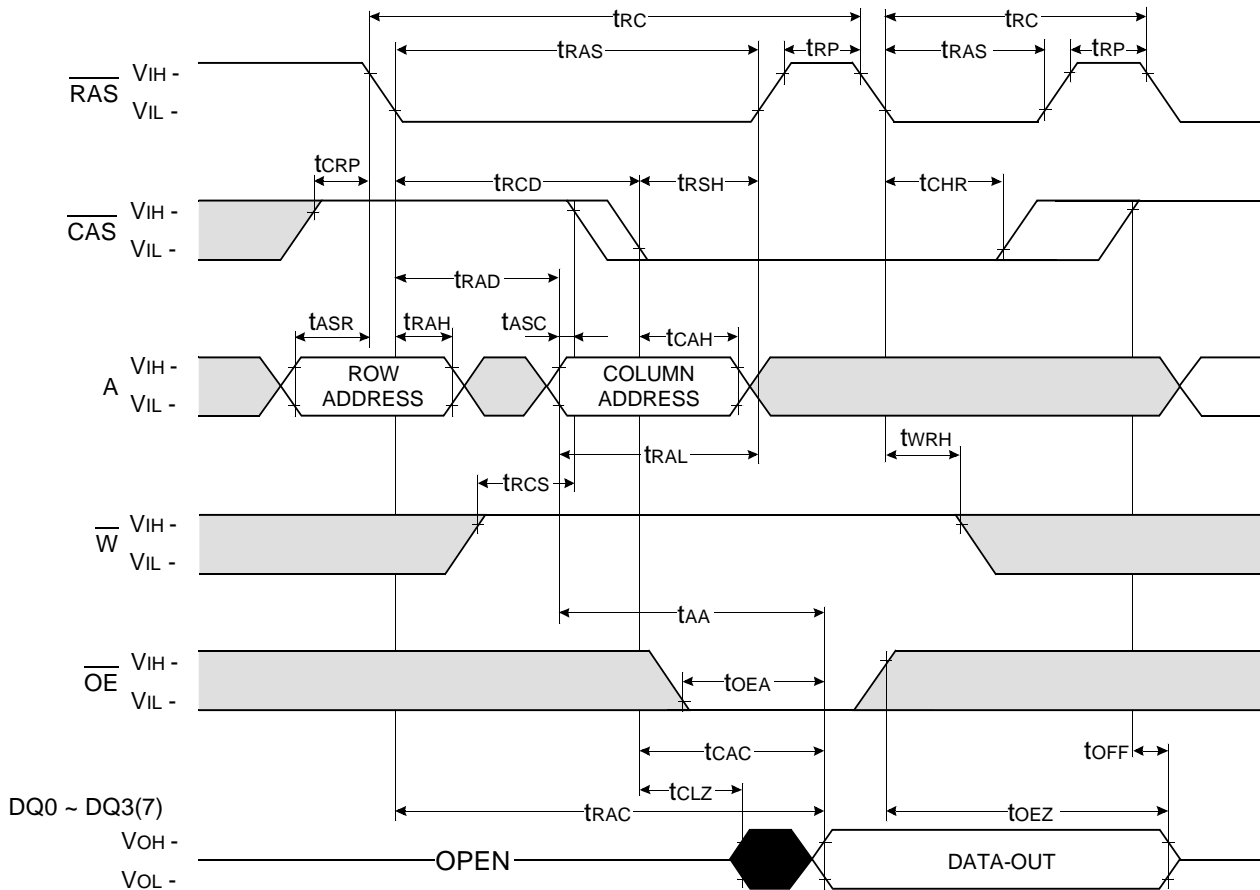 tRC tRC
tRAS tRP tRAS tRP
RAS VIH -
VIL -
tCRP tRCD tRSH tCHR
CAS VIH -
VIL -
tRAD
tASR tRAH tASC tCAH
A VIH -
VIL -
ROW
ADDRESS
COLUMN
ADDRESS
tWRH
tRAL
tRCS
W VIH -
VIL -
tAA
OE VIH -
VIL -
tOEA
tCAC tOFF
tCLZ
DQ0 ~ DQ3(7) tRAC tOEZ
VOH -
VOL -
OPEN DATA-OUT